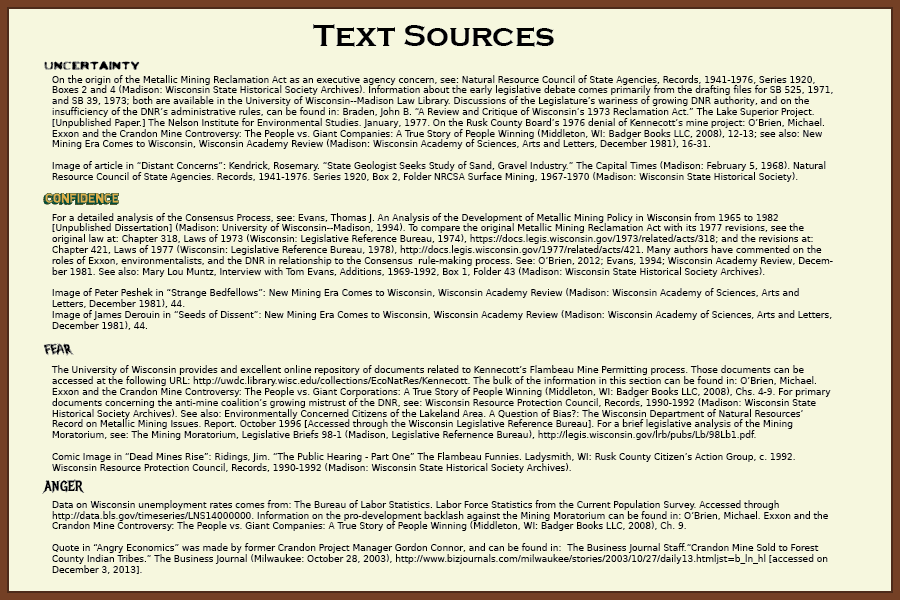 Text Sources
UNCERTAINTY
On the origin of the Metallic Mining Reclamation Act as an executive agency concern, see: Natural Resource Council of State Agencies, Records, 1941-1976, Series 1920,
Boxes 2 and 4 (Madison: Wisconsin State Historical Society Archives). Information about the early legislative debate comes primarily from the drafting files for SB 525, 1971,
and SB 39, 1973; both are available in the University of Wisconsin--Madison Law Library. Discussions of the Legislature's wariness of growing DNR authority, and on the
insufficiency of the DNR's administrative rules, can be found in: Braden, John B. “A Review and Critique of Wisconsin's 1973 Reclamation Act.” The Lake Superior Project.
[Unpublished Paper.] The Nelson Institute for Environmental Studies. January, 1977. On the Rusk County Board's 1976 denial of Kennecott's mine project: O'Brien, Michael.
Exxon and the Crandon Mine Controversy: The People vs. Giant Companies: A True Story of People Winning (Middleton, WI: Badger Books LLC, 2008), 12-13; see also: New
Mining Era Comes to Wisconsin, Wisconsin Academy Review (Madison: Wisconsin Academy of Sciences, Arts and Letters, December 1981), 16-31.
Image of article in “Distant Concerns”: Kendrick, Rosemary. “State Geologist Seeks Study of Sand, Gravel Industry.” The Capital Times (Madison: February 5, 1968). Natural
Resource Council of State Agencies. Records, 1941-1976. Series 1920, Box 2, Folder NRCSA Surface Mining, 1967-1970 (Madison: Wisconsin State Historical Society).
CONFIDENCE
For a detailed analysis of the Consensus Process, see: Evans, Thomas J. An Analysis of the Development of Metallic Mining Policy in Wisconsin from 1965 to 1982
[Unpublished Dissertation] (Madison: University of Wisconsin--Madison, 1994). To compare the original Metallic Mining Reclamation Act with its 1977 revisions, see the
original law at: Chapter 318, Laws of 1973 (Wisconsin: Legislative Reference Bureau, 1974), https://docs.legis.wisconsin.gov/1973/related/acts/318; and the revisions at:
Chapter 421, Laws of 1977 (Wisconsin: Legislative Reference Bureau, 1978), http://docs.legis.wisconsin.gov/1977/related/acts/421. Many authors have commented on the
roles of Exxon, environmentalists, and the DNR in relationship to the Consensus rule-making process. See: O'Brien, 2012; Evans, 1994; Wisconsin Academy Review, Decem-
ber 1981. See also: Mary Lou Muntz, Interview with Tom Evans, Additions, 1969-1992, Box 1, Folder 43 (Madison: Wisconsin State Historical Society Archives).
Image of Peter Peshek in “Strange Bedfellows”: New Mining Era Comes to Wisconsin, Wisconsin Academy Review (Madison: Wisconsin Academy of Sciences, Arts and
Letters, December 1981), 44.
Image of James Derouin in “Seeds of Dissent”: New Mining Era Comes to Wisconsin, Wisconsin Academy Review (Madison: Wisconsin Academy of Sciences, Arts and Letters,
December 1981), 44.
FEAR
The University of Wisconsin provides and excellent online repository of documents related to Kennecott's Flambeau Mine Permitting process. Those documents can be
accessed at the following URL: http://uwdc.library.wisc.edu/collections/EcoNatRes/Kennecott. The bulk of the information in this section can be found in: O'Brien, Michael.
Exxon and the Crandon Mine Controversy: The People vs. Giant Corporations: A True Story of People Winning (Middleton, WI: Badger Books LLC, 2008), Chs. 4-9. For primary
documents concerning the anti-mine coalition's growing mistrust of the DNR, see: Wisconsin Resource Protection Council, Records, 1990-1992 (Madison: Wisconsin State
Historical Society Archives). See also: Environmentally Concerned Citizens of the Lakeland Area. A Question of Bias?: The Wisconsin Department of Natural Resources'
Record on Metallic Mining Issues. Report. October 1996 [Accessed through the Wisconsin Legislative Reference Bureau]. For a brief legislative analysis of the Mining
Moratorium, see: The Mining Moratorium, Legislative Briefs 98-1 (Madison, Legislative Refernence Bureau), http://legis.wisconsin.gov/lrb/pubs/Lb/98Lb1.pdf.
Comic Image in “Dead Mines Rise”: Ridings, Jim. “The Public Hearing - Part One” The Flambeau Funnies. Ladysmith, WI: Rusk County Citizen's Action Group, c. 1992.
Wisconsin Resource Protection Council, Records, 1990-1992 (Madison: Wisconsin State Historical Society Archives).
ANGER
Data on Wisconsin unemployment rates comes from: The Bureau of Labor Statistics. Labor Force Statistics from the Current Population Survey. Accessed through
http://data.bls.gov/timeseries/LNS14000000. Information on the pro-development backlash against the Mining Moratorium can be found in: O'Brien, Michael. Exxon and the
Crandon Mine Controversy: The People vs. Giant Companies: A True Story of People Winning (Middleton, WI: Badger Books LLC, 2008), Ch. 9.
Quote in “Angry Economics” was made by former Crandon Project Manager Gordon Connor, and can be found in: The Business Journal Staff.“Crandon Mine Sold to Forest
County Indian Tribes.” The Business Journal (Milwaukee: October 28, 2003), http://www.bizjournals.com/milwaukee/stories/2003/10/27/daily13.htmljst=b_ln_hl [accessed on
December 3, 2013].